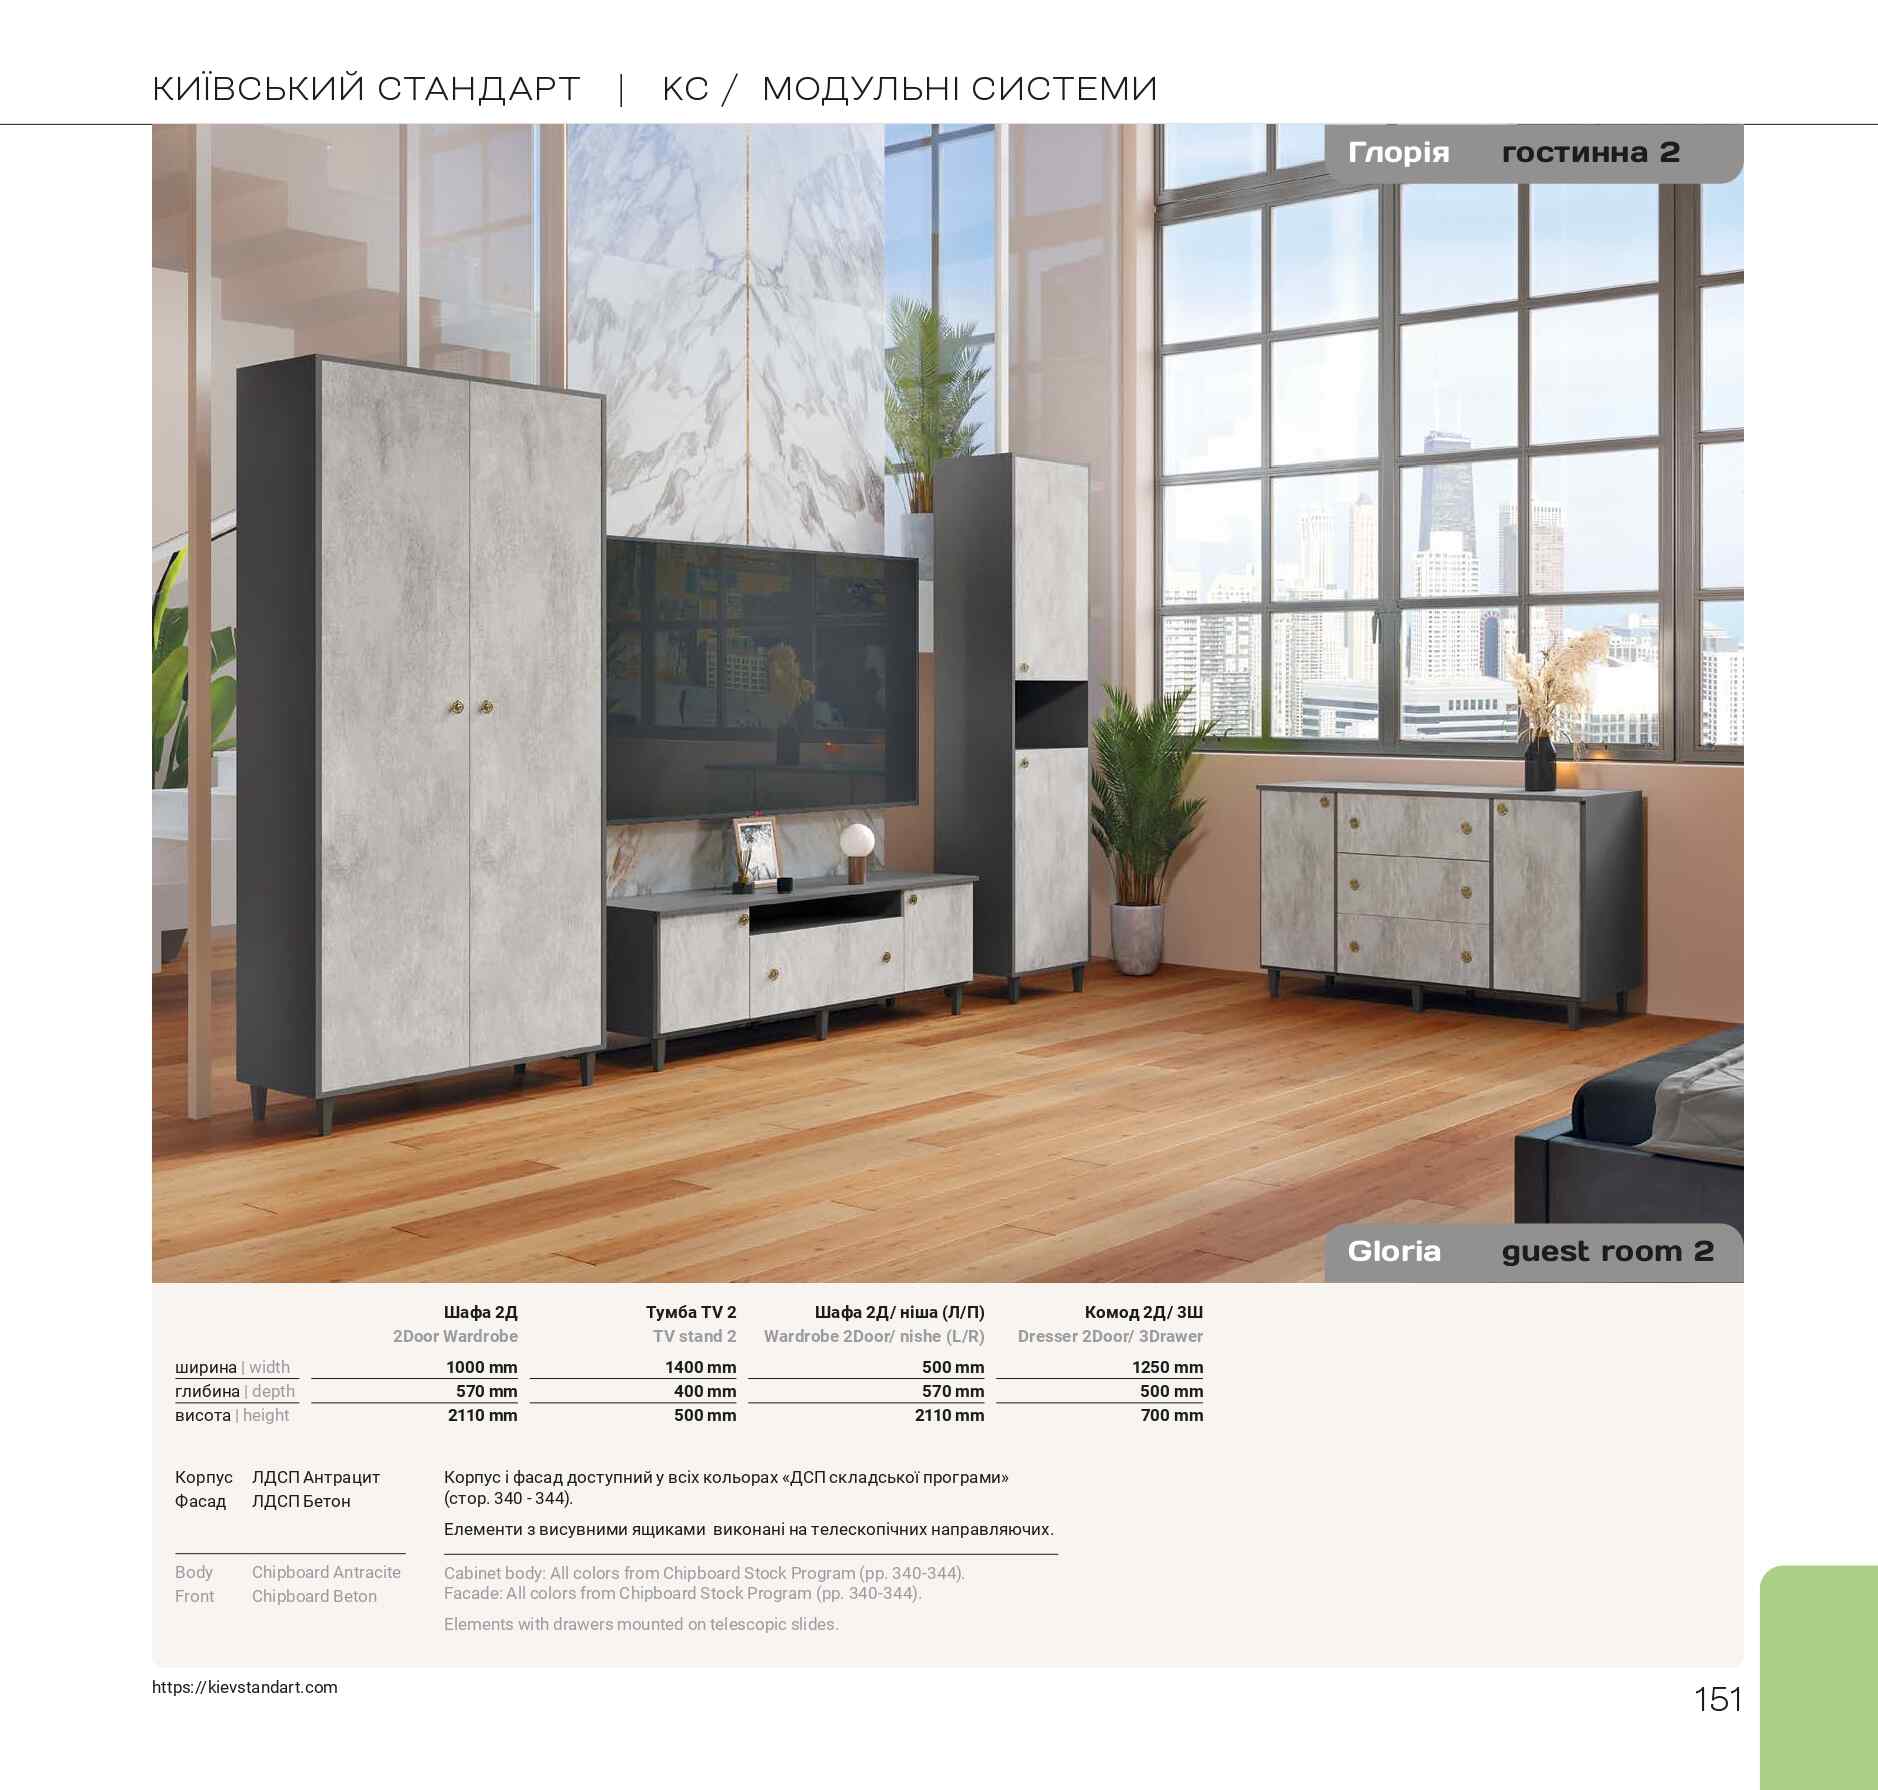 КИЇВСЬКИЙ СТАНДАРТ | КС / МОДУЛЬНІ СИСТЕМИ
Глорія гостинна 2
Gloria guest room 2
Шафа 2Д Тумба TV 2 Шафа 2Д/ ніша (Л/П) Комод 2Д/ 3Ш
2Door Wardrobe TV stand 2 Wardrobe 2Door/ nishe (L/R) Dresser 2Door/ 3Drawer
ширина | width 1000 mm 1400 mm 500 mm 1250 mm
глибина | depth 570 mm 400 mm 570 mm 500 mm
висота | height 2110 mm 500 mm 2110 mm 700 mm
Корпус ЛДСП Антрацит
Фасад ЛДСП Бетон
Корпус і фасад доступний у всіх кольорах «ДСП складської програми»
(стор. 340 - 344).
Елементи з висувними ящиками виконані на телескопічних направляючих.
Body Chipboard Antracite
Front Chipboard Beton
Cabinet body: All colors from Chipboard Stock Program (pp. 340-344).
Facade: All colors from Chipboard Stock Program (pp. 340-344).
Elements with drawers mounted on telescopic slides.
https://kievstandart.com
151